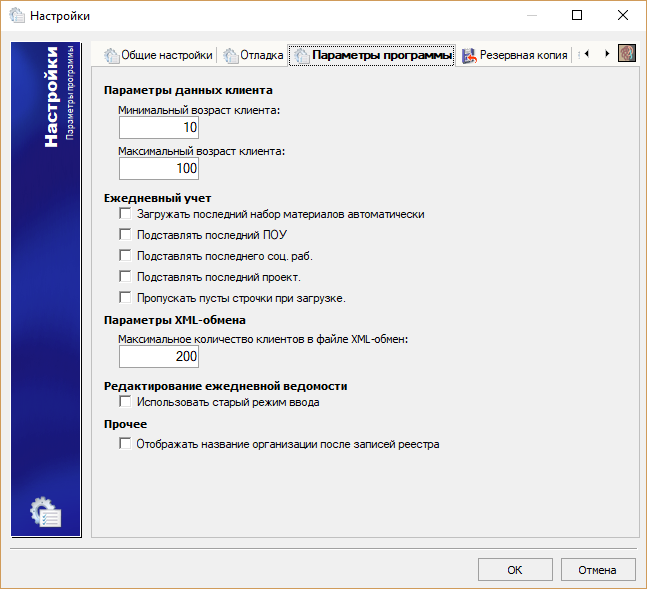 Настройки
Общие настройки
Отладка
Параметры программы
Резервная копия
Настройки
Параметры программы
Параметры данных клиента
Минимальный возраст клиента:
10
Максимальный возраст клиента:
100
Ежедневный учет
Загружать последний набор материалов автоматически
Подставлять последний ПОУ
Подставлять последнего соц. раб.
Подставлять последний проект.
Пропускать пусты строчки при загрузке.
Параметры XML-обмена
Максимальное количество клиентов в файле XML-обмен:
200
Редактирование ежедневной ведомости
Использовать старый режим ввода
Прочее
Отображать название организации после записей реестра
OK
Отмена